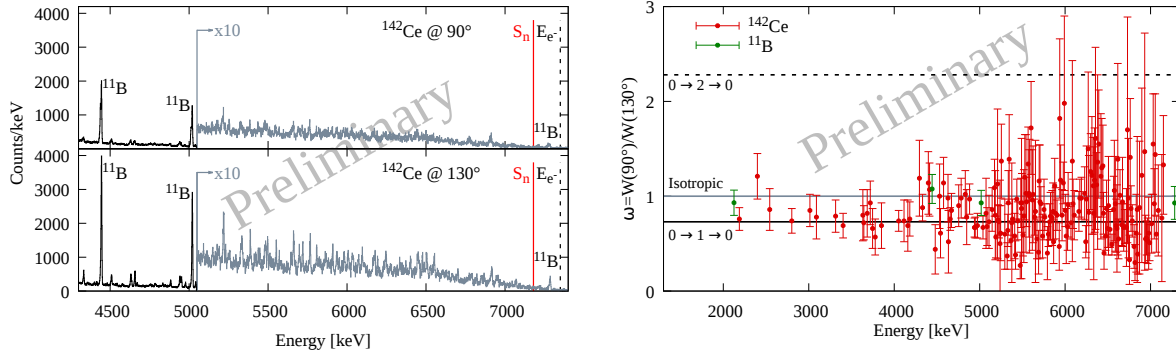 4000
3000
2000
1000
0
¹⁴²Ce @ 90°
x10
Sₙ
Eₑ₋
¹¹B
¹¹B
¹¹B
Preliminary
4000
3000
2000
1000
0
¹⁴²Ce @ 130°
x10
Sₙ
Eₑ₋
¹¹B
¹¹B
¹¹B
Counts/keV
5000
5500
6000
6500
7000
Energy [keV]
3
2
1
0
¹⁴²Ce
¹¹B
0 → 2 → 0
Isotropic
0 → 1 → 0
Preliminary
ω=W(90°)/W(130°)
2000
3000
4000
5000
6000
7000
Energy [keV]